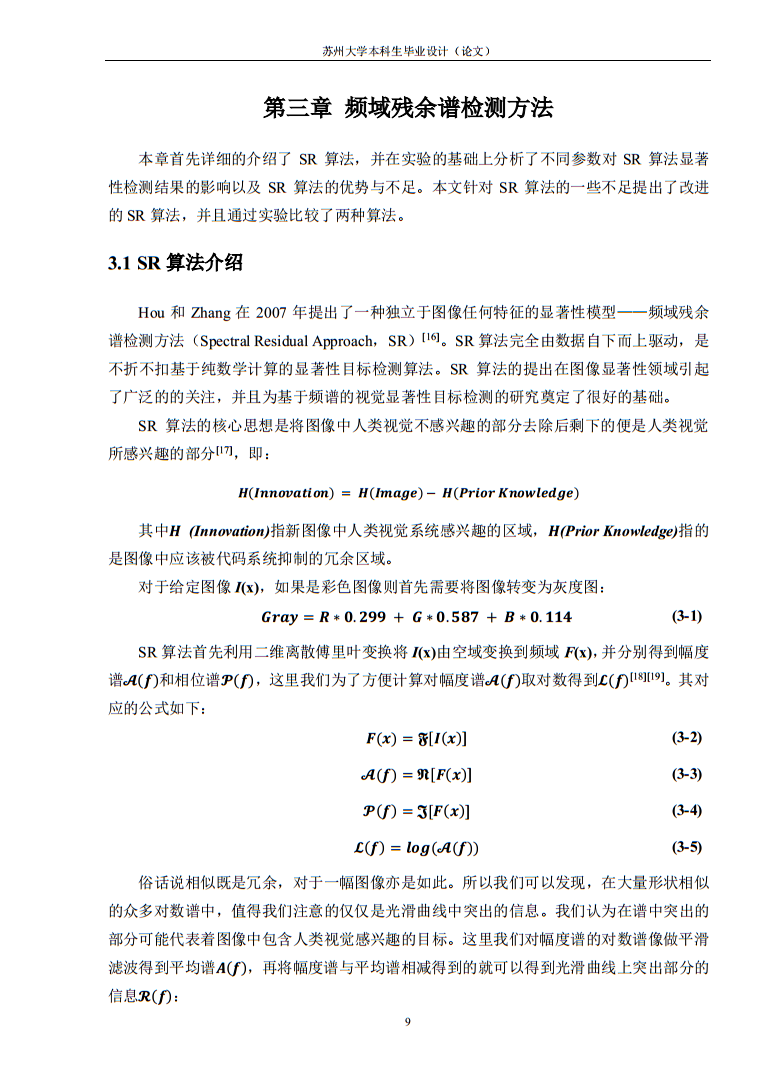 苏州大学本科生毕业设计（论文）
第三章 频域残余谱检测方法
本章首先详细的介绍了 SR 算法，并在实验的基础上分析了不同参数对 SR 算法显著
性检测结果的影响以及 SR 算法的优势与不足。本文针对 SR 算法的一些不足提出了改进
的 SR 算法，并且通过实验比较了两种算法。
3.1 SR 算法介绍
Hou 和 Zhang 在 2007 年提出了一种独立于图像任何特征的显著性模型——频域残余
谱检测方法（Spectral Residual Approach，SR）[16]。SR 算法完全由数据自下而上驱动，是
不折不扣基于纯数学计算的显著性目标检测算法。SR 算法的提出在图像显著性领域引起
了广泛的的关注，并且为基于频谱的视觉显著性目标检测的研究奠定了很好的基础。
SR 算法的核心思想是将图像中人类视觉不感兴趣的部分去除后剩下的便是人类视觉
所感兴趣的部分[17]，即：
H(Innovation) = H(Image) − H(Prior Knowledge)
其中H (Innovation)指新图像中人类视觉系统感兴趣的区域，H(Prior Knowledge)指的
是图像中应该被代码系统抑制的冗余区域。
对于给定图像 I(x)，如果是彩色图像则首先需要将图像转变为灰度图：
Gray = R ∗ 0.299 + G ∗ 0.587 + B ∗ 0.114 (3-1)
SR 算法首先利用二维离散傅里叶变换将 I(x)由空域变换到频域 F(x)，并分别得到幅度
谱𝓐(f)和相位谱𝓟(f)，这里我们为了方便计算对幅度谱𝓐(f)取对数得到𝓛(f)[18][19]。其对
应的公式如下：
F(x) = 𝕱[I(x)] (3-2)
𝓐(f) = 𝕽[F(x)] (3-3)
𝓟(f) = 𝕴[F(x)] (3-4)
𝓛(f) = log(𝓐(f)) (3-5)
俗话说相似既是冗余，对于一幅图像亦是如此。所以我们可以发现，在大量形状相似
的众多对数谱中，值得我们注意的仅仅是光滑曲线中突出的信息。我们认为在谱中突出的
部分可能代表着图像中包含人类视觉感兴趣的目标。这里我们对幅度谱的对数谱像做平滑
滤波得到平均谱A(f)，再将幅度谱与平均谱相减得到的就可以得到光滑曲线上突出部分的
信息𝓡(f)：
9